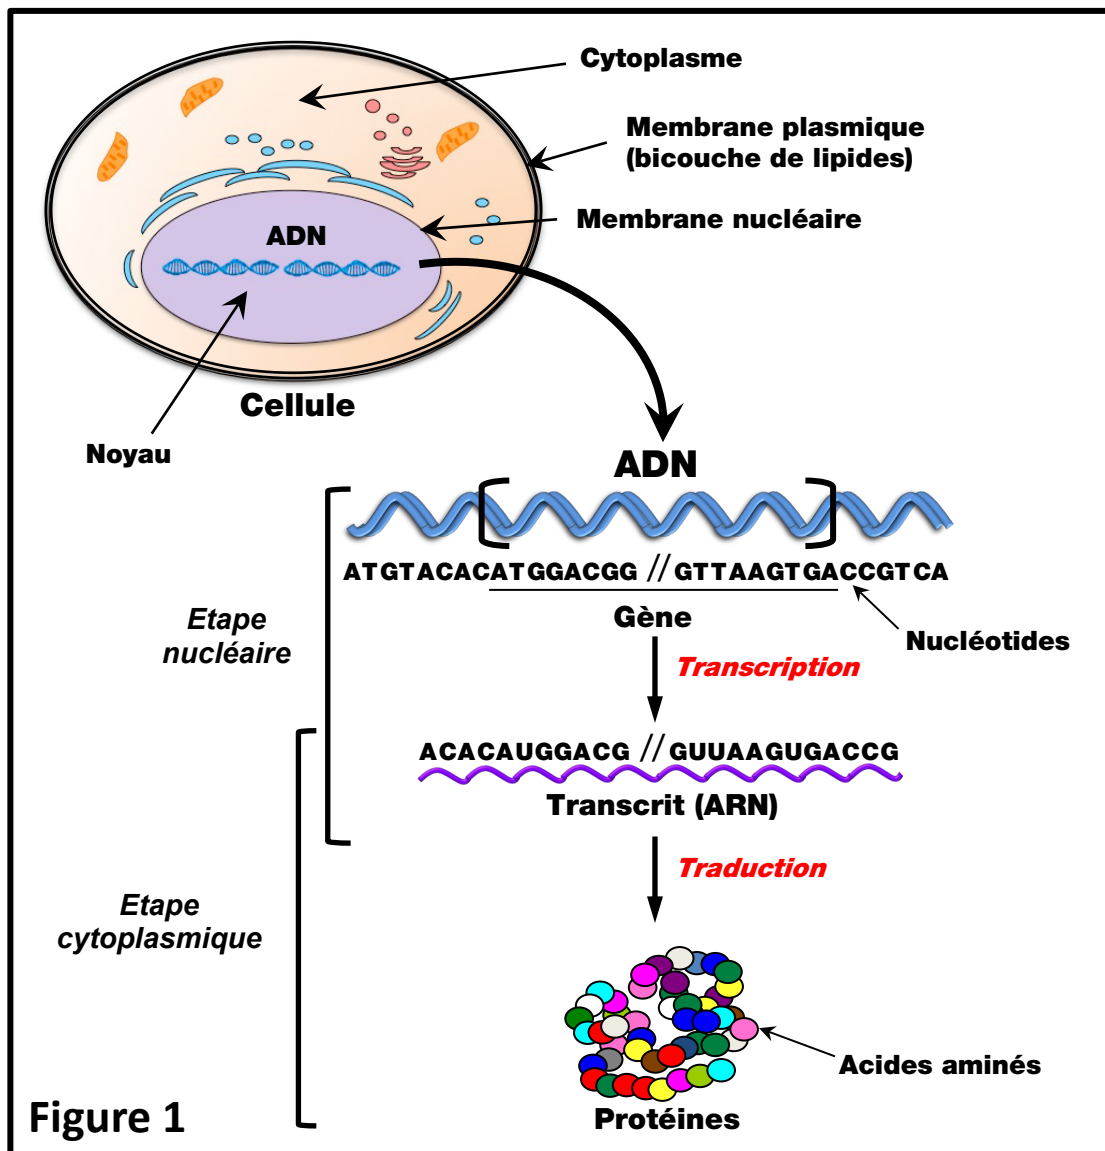 Cytoplasme
Membrane plasmique
(bicouche de lipides)
Membrane nucléaire
ADN
Cellule
Noyau
ADN
ATGTACACATGGACGG // GTTAAGTGACCGTCA
Gène
Nucléotides
Etape
nucléaire
Transcription
ACACAUGGACG // GUUAAGUGACCG
Transcrit (ARN)
Traduction
Etape
cytoplasmique
Acides aminés
Protéines
Figure 1